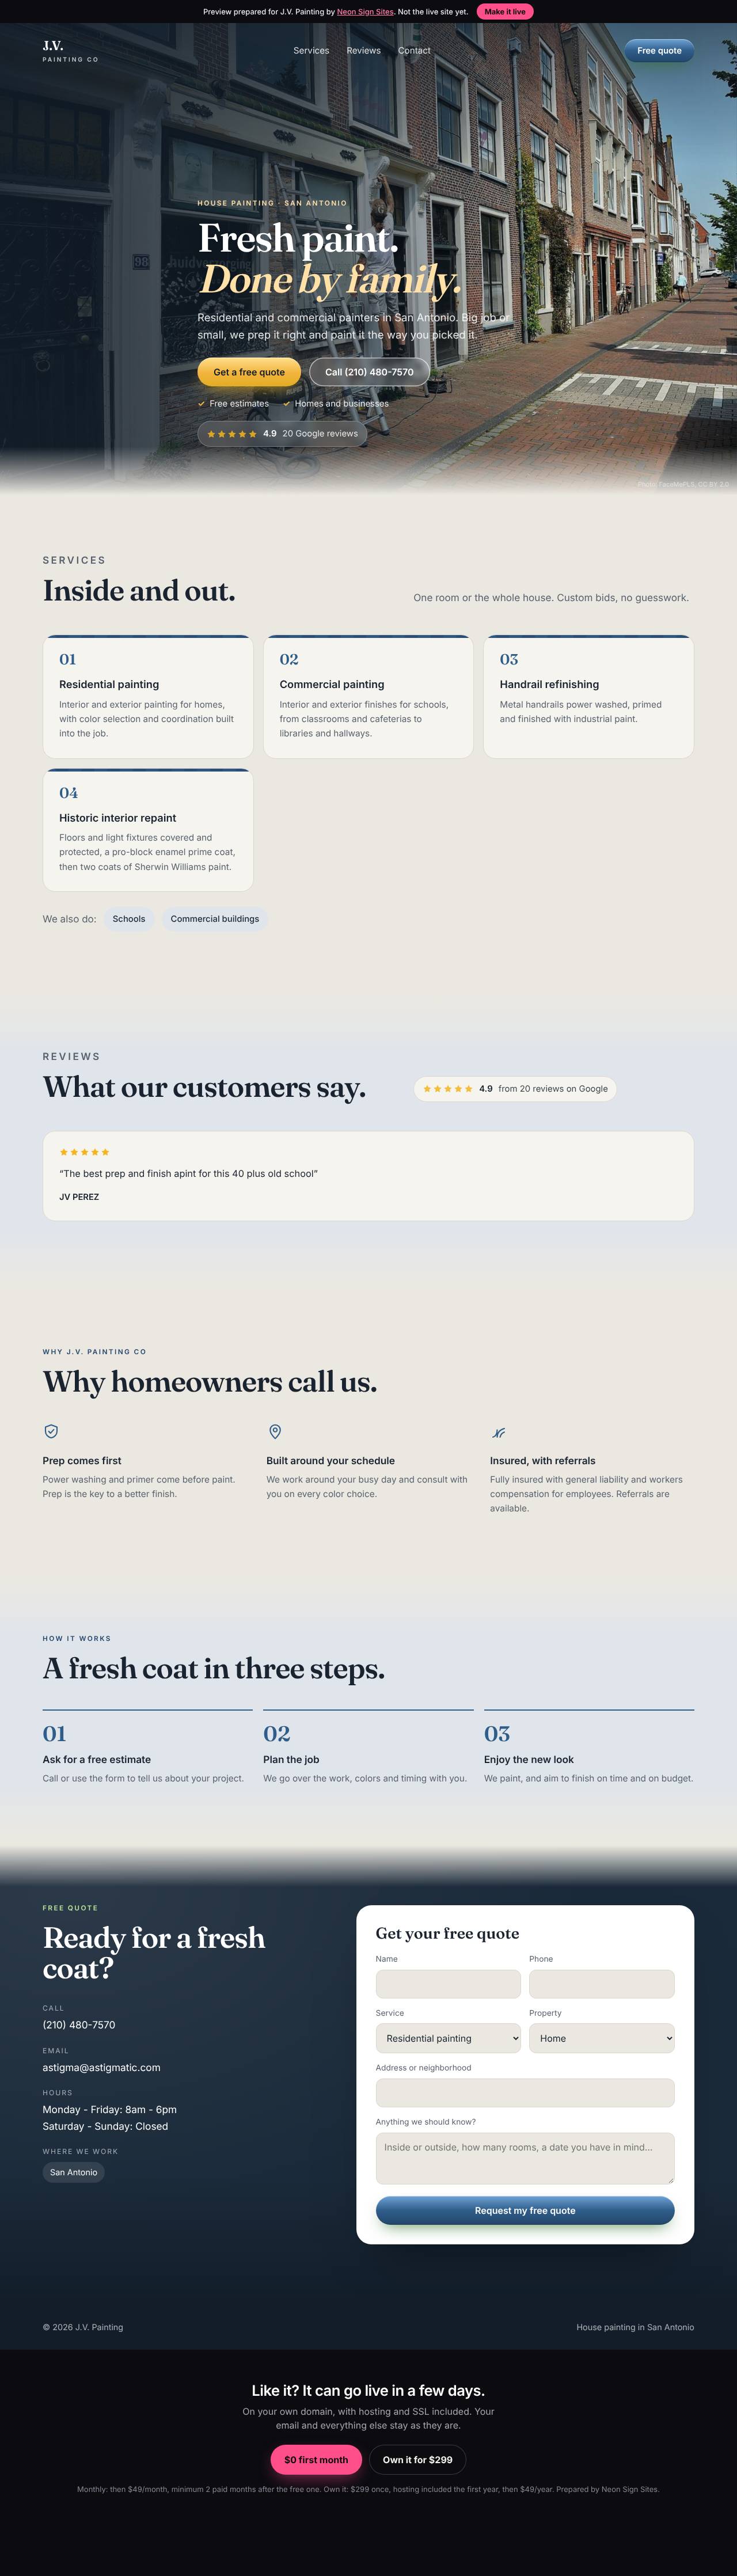 Preview prepared for J.V. Painting by Neon Sign Sites. Not the live site yet. Make it live
J.V.
PAINTING CO
Services Reviews Contact
Free quote
HOUSE PAINTING · SAN ANTONIO
Fresh paint.
Done by family.
98
huidverzorging
Residential and commercial painters in San Antonio. Big job or
small, we prep it right and paint it the way you picked it.
Get a free quote Call (210) 480-7570
✓ Free estimates ✓ Homes and businesses
★★★★★ 4.9 20 Google reviews
Photo: FaceMePLS, CC BY 2.0
SERVICES
Inside and out.
One room or the whole house. Custom bids, no guesswork.
01
Residential painting
Interior and exterior painting for homes,
with color selection and coordination built
into the job.
02
Commercial painting
Interior and exterior finishes for schools,
from classrooms and cafeterias to
libraries and hallways.
03
Handrail refinishing
Metal handrails power washed, primed
and finished with industrial paint.
04
Historic interior repaint
Floors and light fixtures covered and
protected, a pro-block enamel prime coat,
then two coats of Sherwin Williams paint.
We also do: Schools Commercial buildings
REVIEWS
What our customers say.
★★★★★ 4.9 from 20 reviews on Google
★★★★★
“The best prep and finish apint for this 40 plus old school”
JV PEREZ
WHY J.V. PAINTING CO
Why homeowners call us.
Prep comes first
Power washing and primer come before paint.
Prep is the key to a better finish.
Built around your schedule
We work around your busy day and consult with
you on every color choice.
Insured, with referrals
Fully insured with general liability and workers
compensation for employees. Referrals are
available.
HOW IT WORKS
A fresh coat in three steps.
01
Ask for a free estimate
Call or use the form to tell us about your project.
02
Plan the job
We go over the work, colors and timing with you.
03
Enjoy the new look
We paint, and aim to finish on time and on budget.
FREE QUOTE
Ready for a fresh
coat?
CALL
(210) 480-7570
EMAIL
astigma@astigmatic.com
HOURS
Monday - Friday: 8am - 6pm
Saturday - Sunday: Closed
WHERE WE WORK
San Antonio
Get your free quote
Name Phone
Service Property
Residential painting Home
Address or neighborhood
Anything we should know?
Inside or outside, how many rooms, a date you have in mind...
Request my free quote
© 2026 J.V. Painting
House painting in San Antonio
Like it? It can go live in a few days.
On your own domain, with hosting and SSL included. Your
email and everything else stay as they are.
$0 first month Own it for $299
Monthly: then $49/month, minimum 2 paid months after the free one. Own it: $299 once, hosting included the first year, then $49/year. Prepared by Neon Sign Sites.